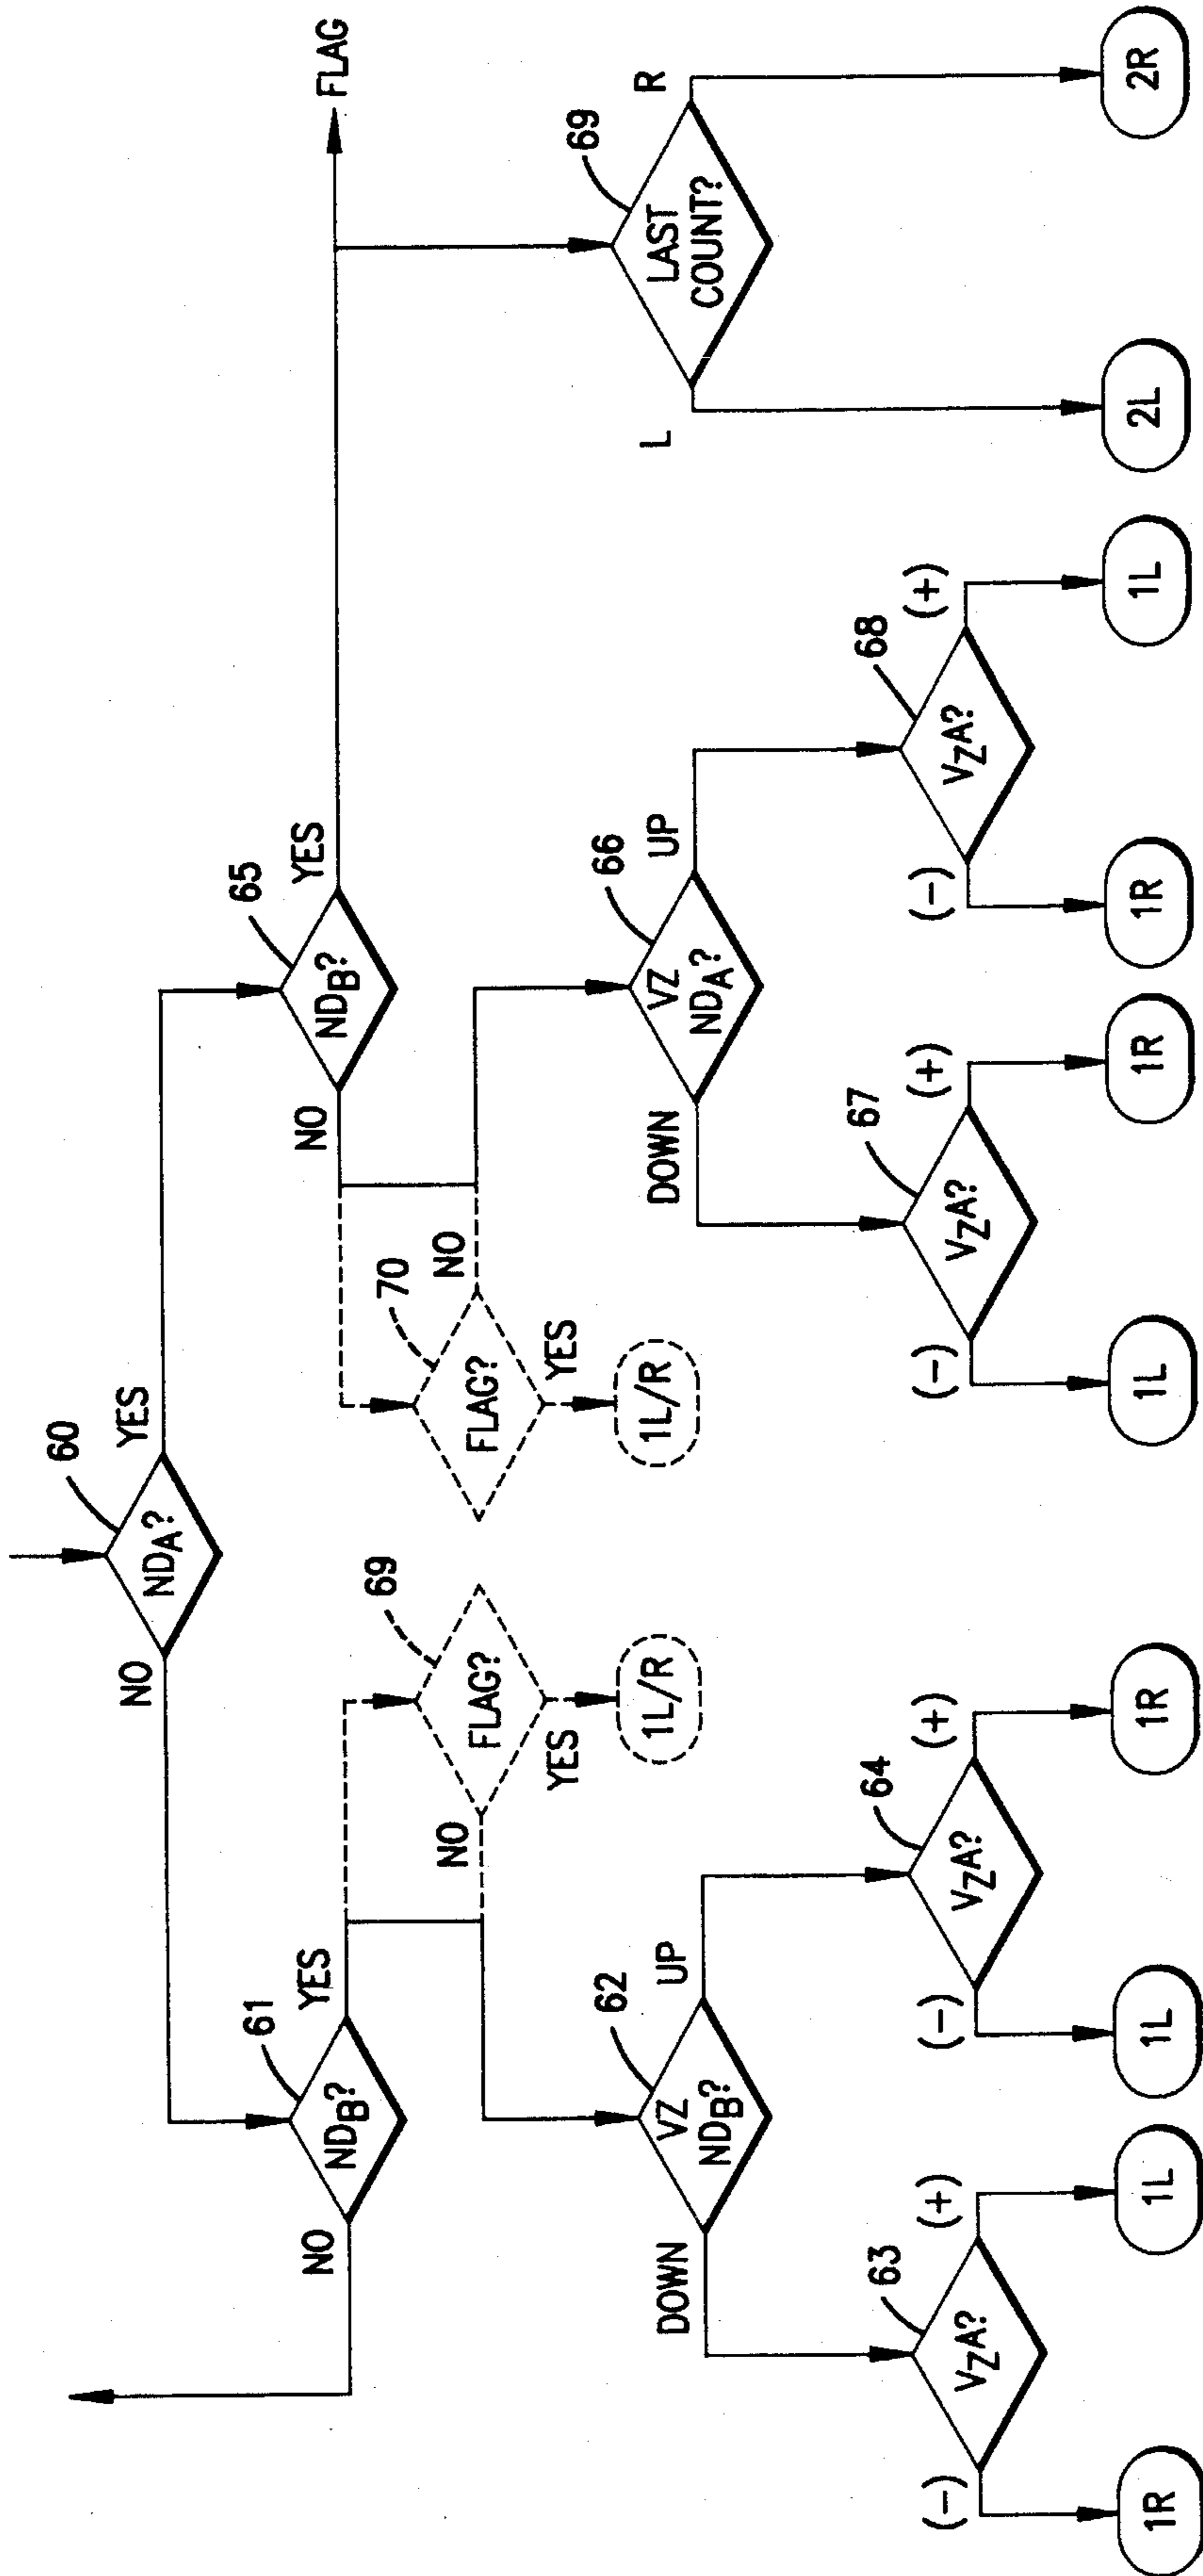 60
NDA?
NO
YES
61
NDB?
NO
YES
65
NDB?
NO
YES
FLAG
69
FLAG?
NO
YES
1L/R
70
FLAG?
NO
YES
1L/R
62
VZ
NDB?
DOWN
UP
66
VZ
NDA?
DOWN
UP
69
LAST
COUNT?
L
R
63
VZA?
(-)
(+)
64
VZA?
(-)
(+)
67
VZA?
(-)
(+)
68
VZA?
(-)
(+)
1R
1L
1L
1R
1L
1R
1R
1L
2L
2R